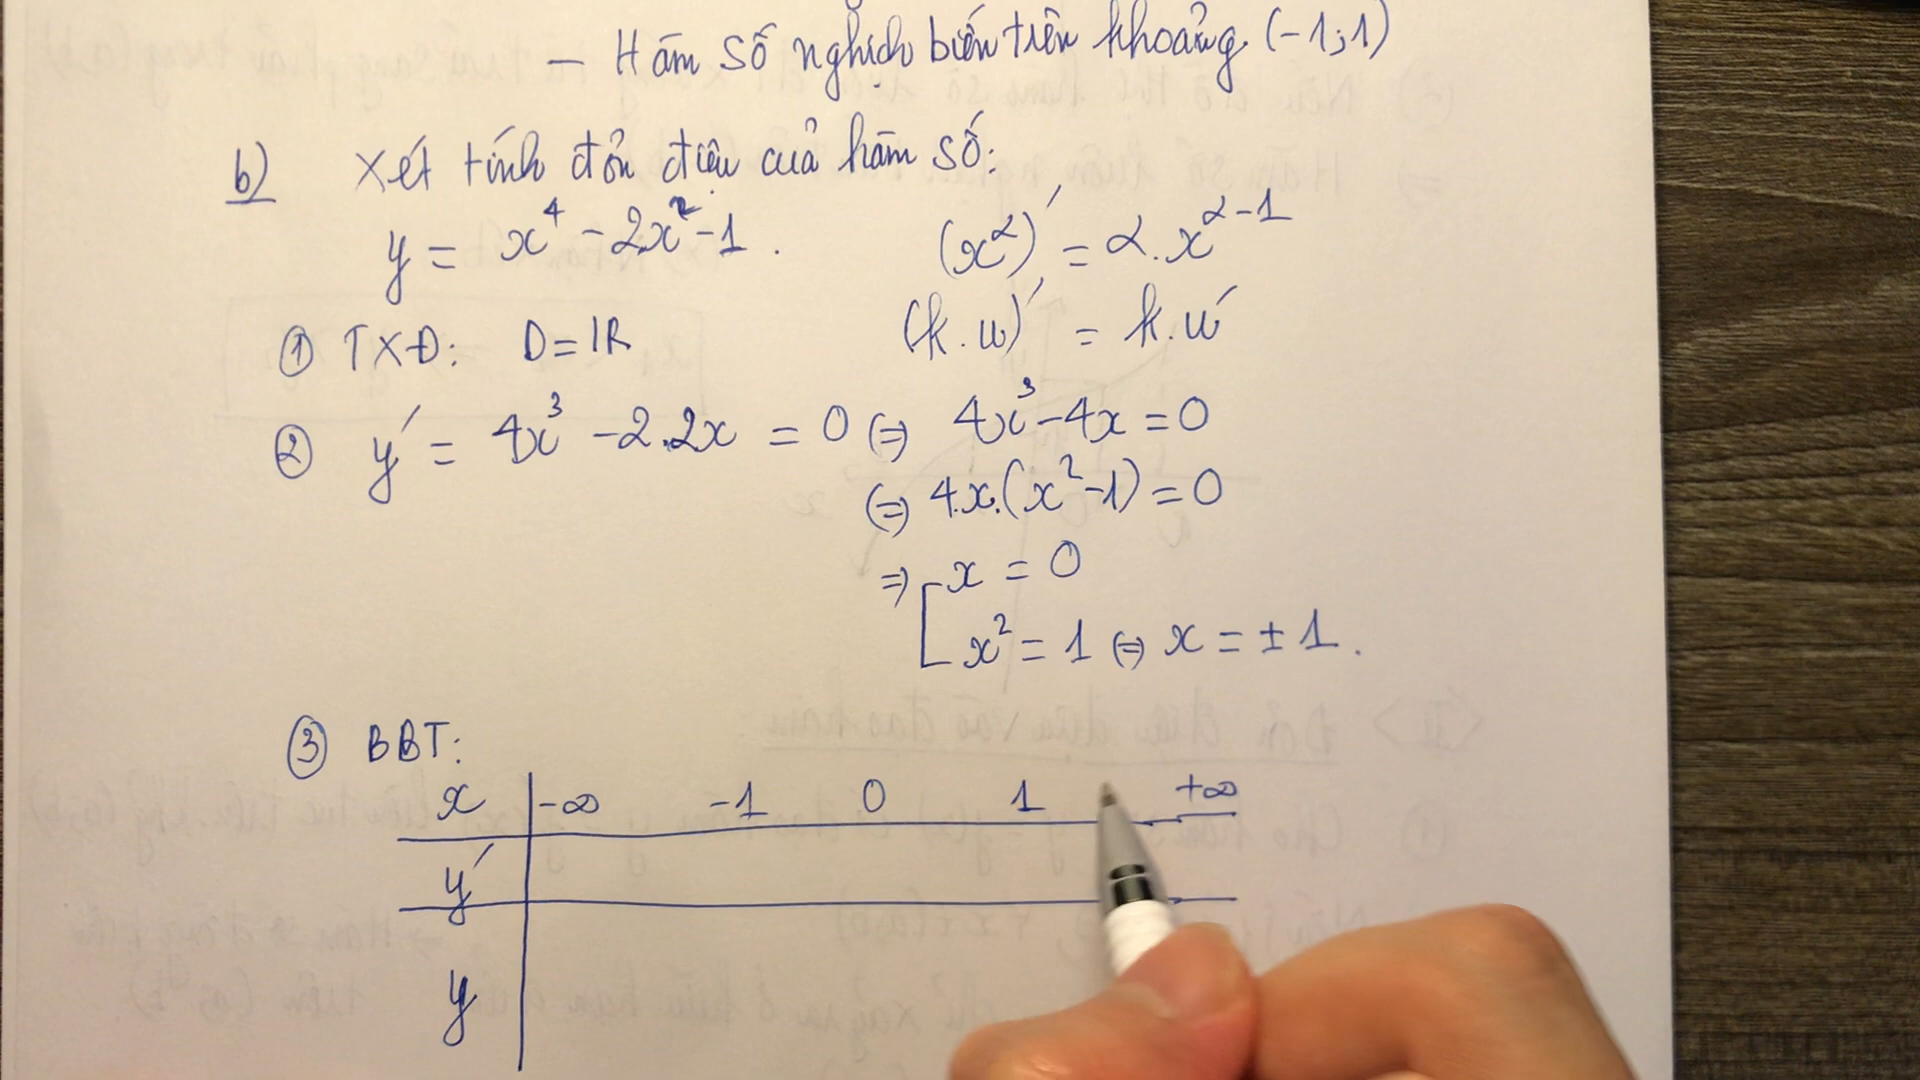 - Hàm số nghịch biến trên khoảng (-1;1)
b) Xét tính đơn điệu của hàm số:
y = x⁴ - 2x² - 1.
(x^α)' = α.x^(α-1)
(k.u)' = k.u'
① TXĐ: D = ℝ
② y' = 4x³ - 2.2x = 0 ⇔ 4x³ - 4x = 0
⇔ 4.x.(x² - 1) = 0
⇒ [ x = 0
x² = 1 ⇔ x = ± 1.
③ BBT:
x | -∞ -1 0 1 +∞
y'
y